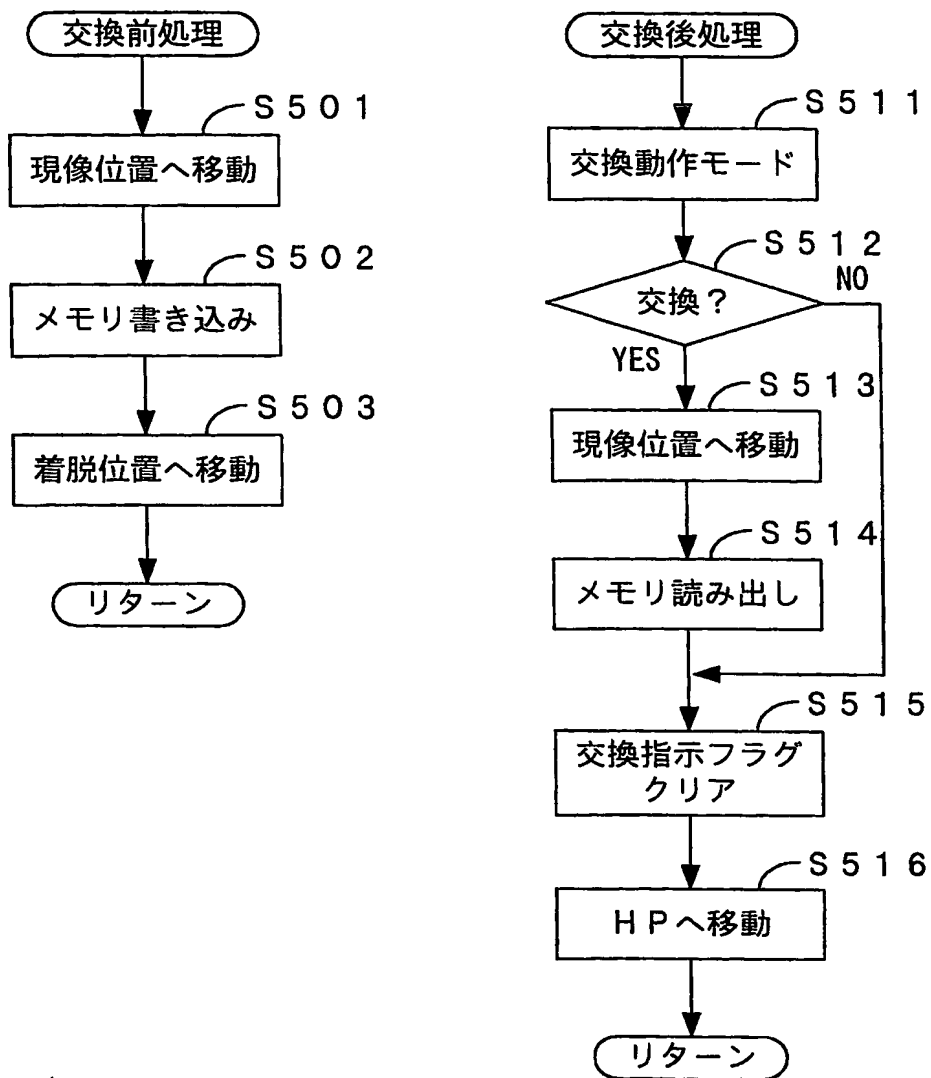 交換前処理
S501
現像位置へ移動
S502
メモリ書き込み
S503
着脱位置へ移動
リターン
交換後処理
S511
交換動作モード
S512
交換?
NO
YES
S513
現像位置へ移動
S514
メモリ読み出し
S515
交換指示フラグ
クリア
S516
HPへ移動
リターン